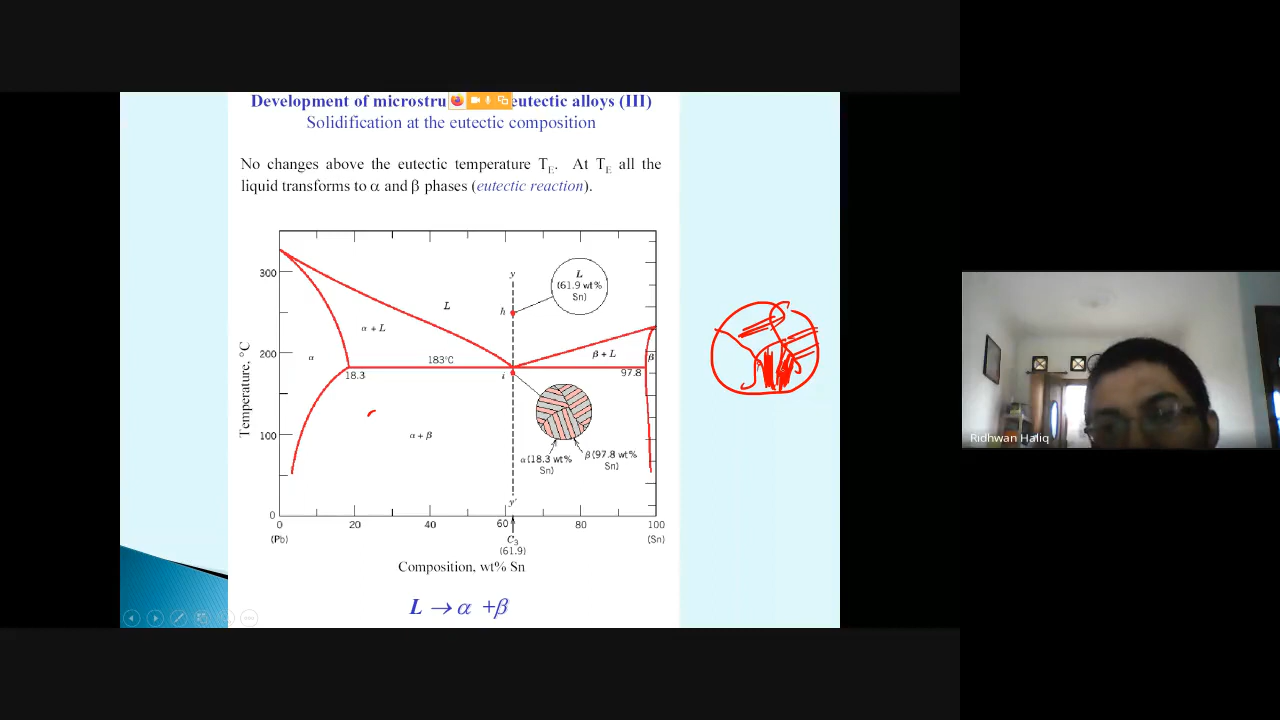 Development of microstru eutectic alloys (III)
Solidification at the eutectic composition
No changes above the eutectic temperature TE. At TE all the
liquid transforms to α and β phases (eutectic reaction).
300
200
100
0
Temperature, °C
y
L
(61.9 wt%
Sn)
L
h
α + L
β + L
α
183°C
β
18.3
i
97.8
α + β
α (18.3 wt%
Sn)
β (97.8 wt%
Sn)
y'
0
20
40
60
80
100
(Pb)
C3
(61.9)
(Sn)
Composition, wt% Sn
L → α +β
Ridhwan Haliq